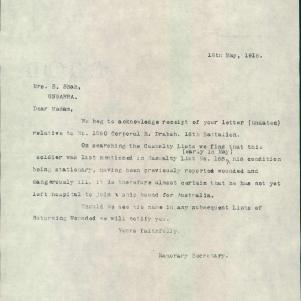 18th May, 1916.
Mrs. E. Shah,
UNGARRA.
Dear Madam,
We beg to acknowledge receipt of your letter (undated)
relative to No. 1560 Corporal R. 16th Battalion.
On searching the Casualty Lists we find that this
(early in May)
soldier was last mentioned in Casualty List No. 165, his condition
being stationary, having been previously reported wounded and
dangerously ill. It is therefore almost certain that he has not yet
left hospital to join a ship bound for Australia.
Should we see his name in any subsequent Lists of
Returning Wounded we will notify you.
Yours faithfully,
Honorary Secretary.